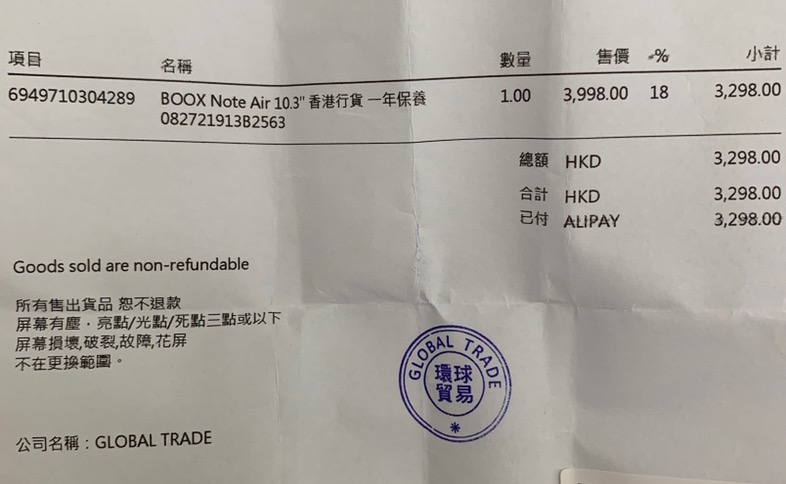 項目 名稱 數量 售價 -% 小計
6949710304289 BOOX Note Air 10.3" 香港行貨 一年保養 1.00 3,998.00 18 3,298.00
082721913B2563
總額 HKD 3,298.00
合計 HKD 3,298.00
已付 ALIPAY 3,298.00
Goods sold are non-refundable
所有售出貨品 恕不退款
屏幕有塵，亮點/光點/死點三點或以下
屏幕損壞,破裂,故障,花屏
不在更換範圍。
GLOBAL TRADE
環球
貿易
公司名稱：GLOBAL TRADE